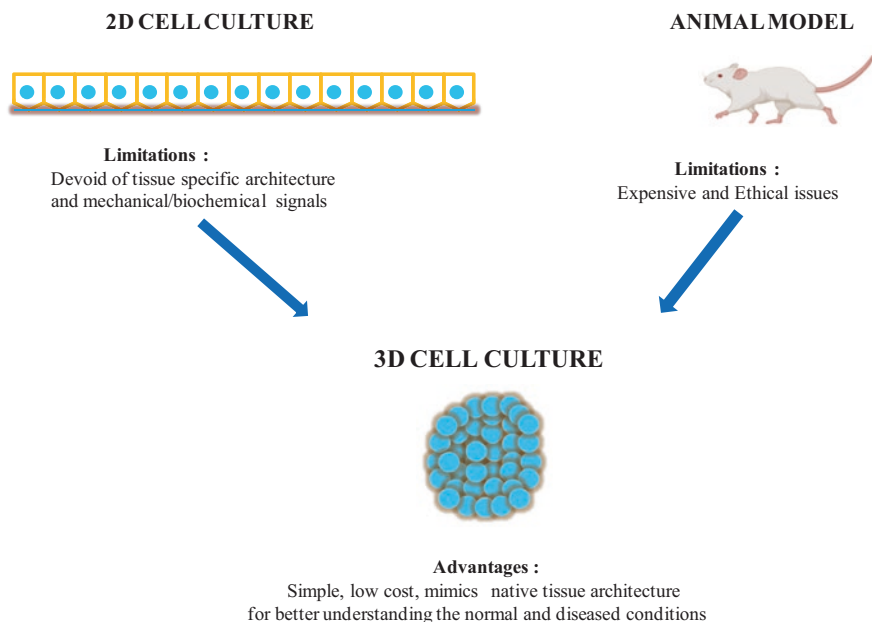 2D CELL CULTURE
ANIMAL MODEL
Limitations :
Devoid of tissue specific architecture
and mechanical/biochemical signals
Limitations :
Expensive and Ethical issues
3D CELL CULTURE
Advantages :
Simple, low cost, mimics native tissue architecture
for better understanding the normal and diseased conditions